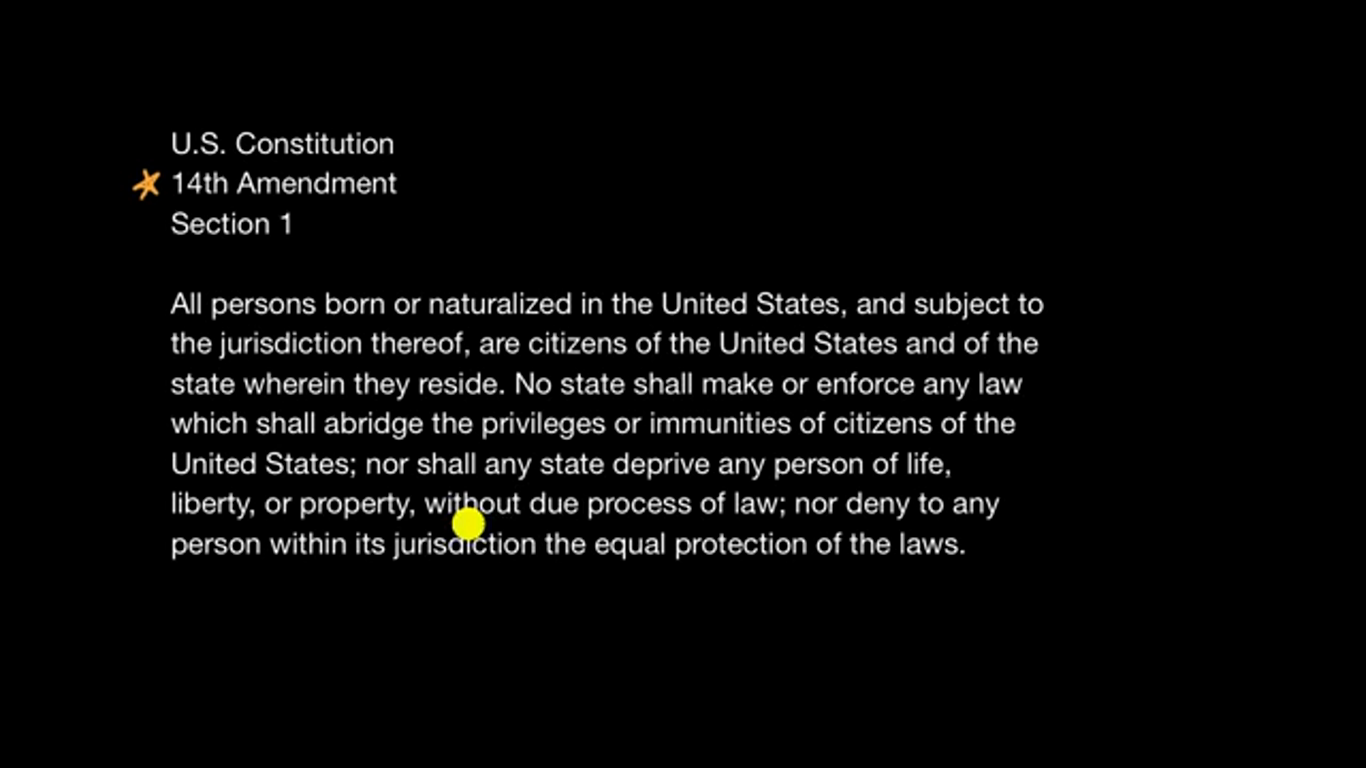 U.S. Constitution
14th Amendment
Section 1
All persons born or naturalized in the United States, and subject to
the jurisdiction thereof, are citizens of the United States and of the
state wherein they reside. No state shall make or enforce any law
which shall abridge the privileges or immunities of citizens of the
United States; nor shall any state deprive any person of life,
liberty, or property, without due process of law; nor deny to any
person within its jurisdiction the equal protection of the laws.